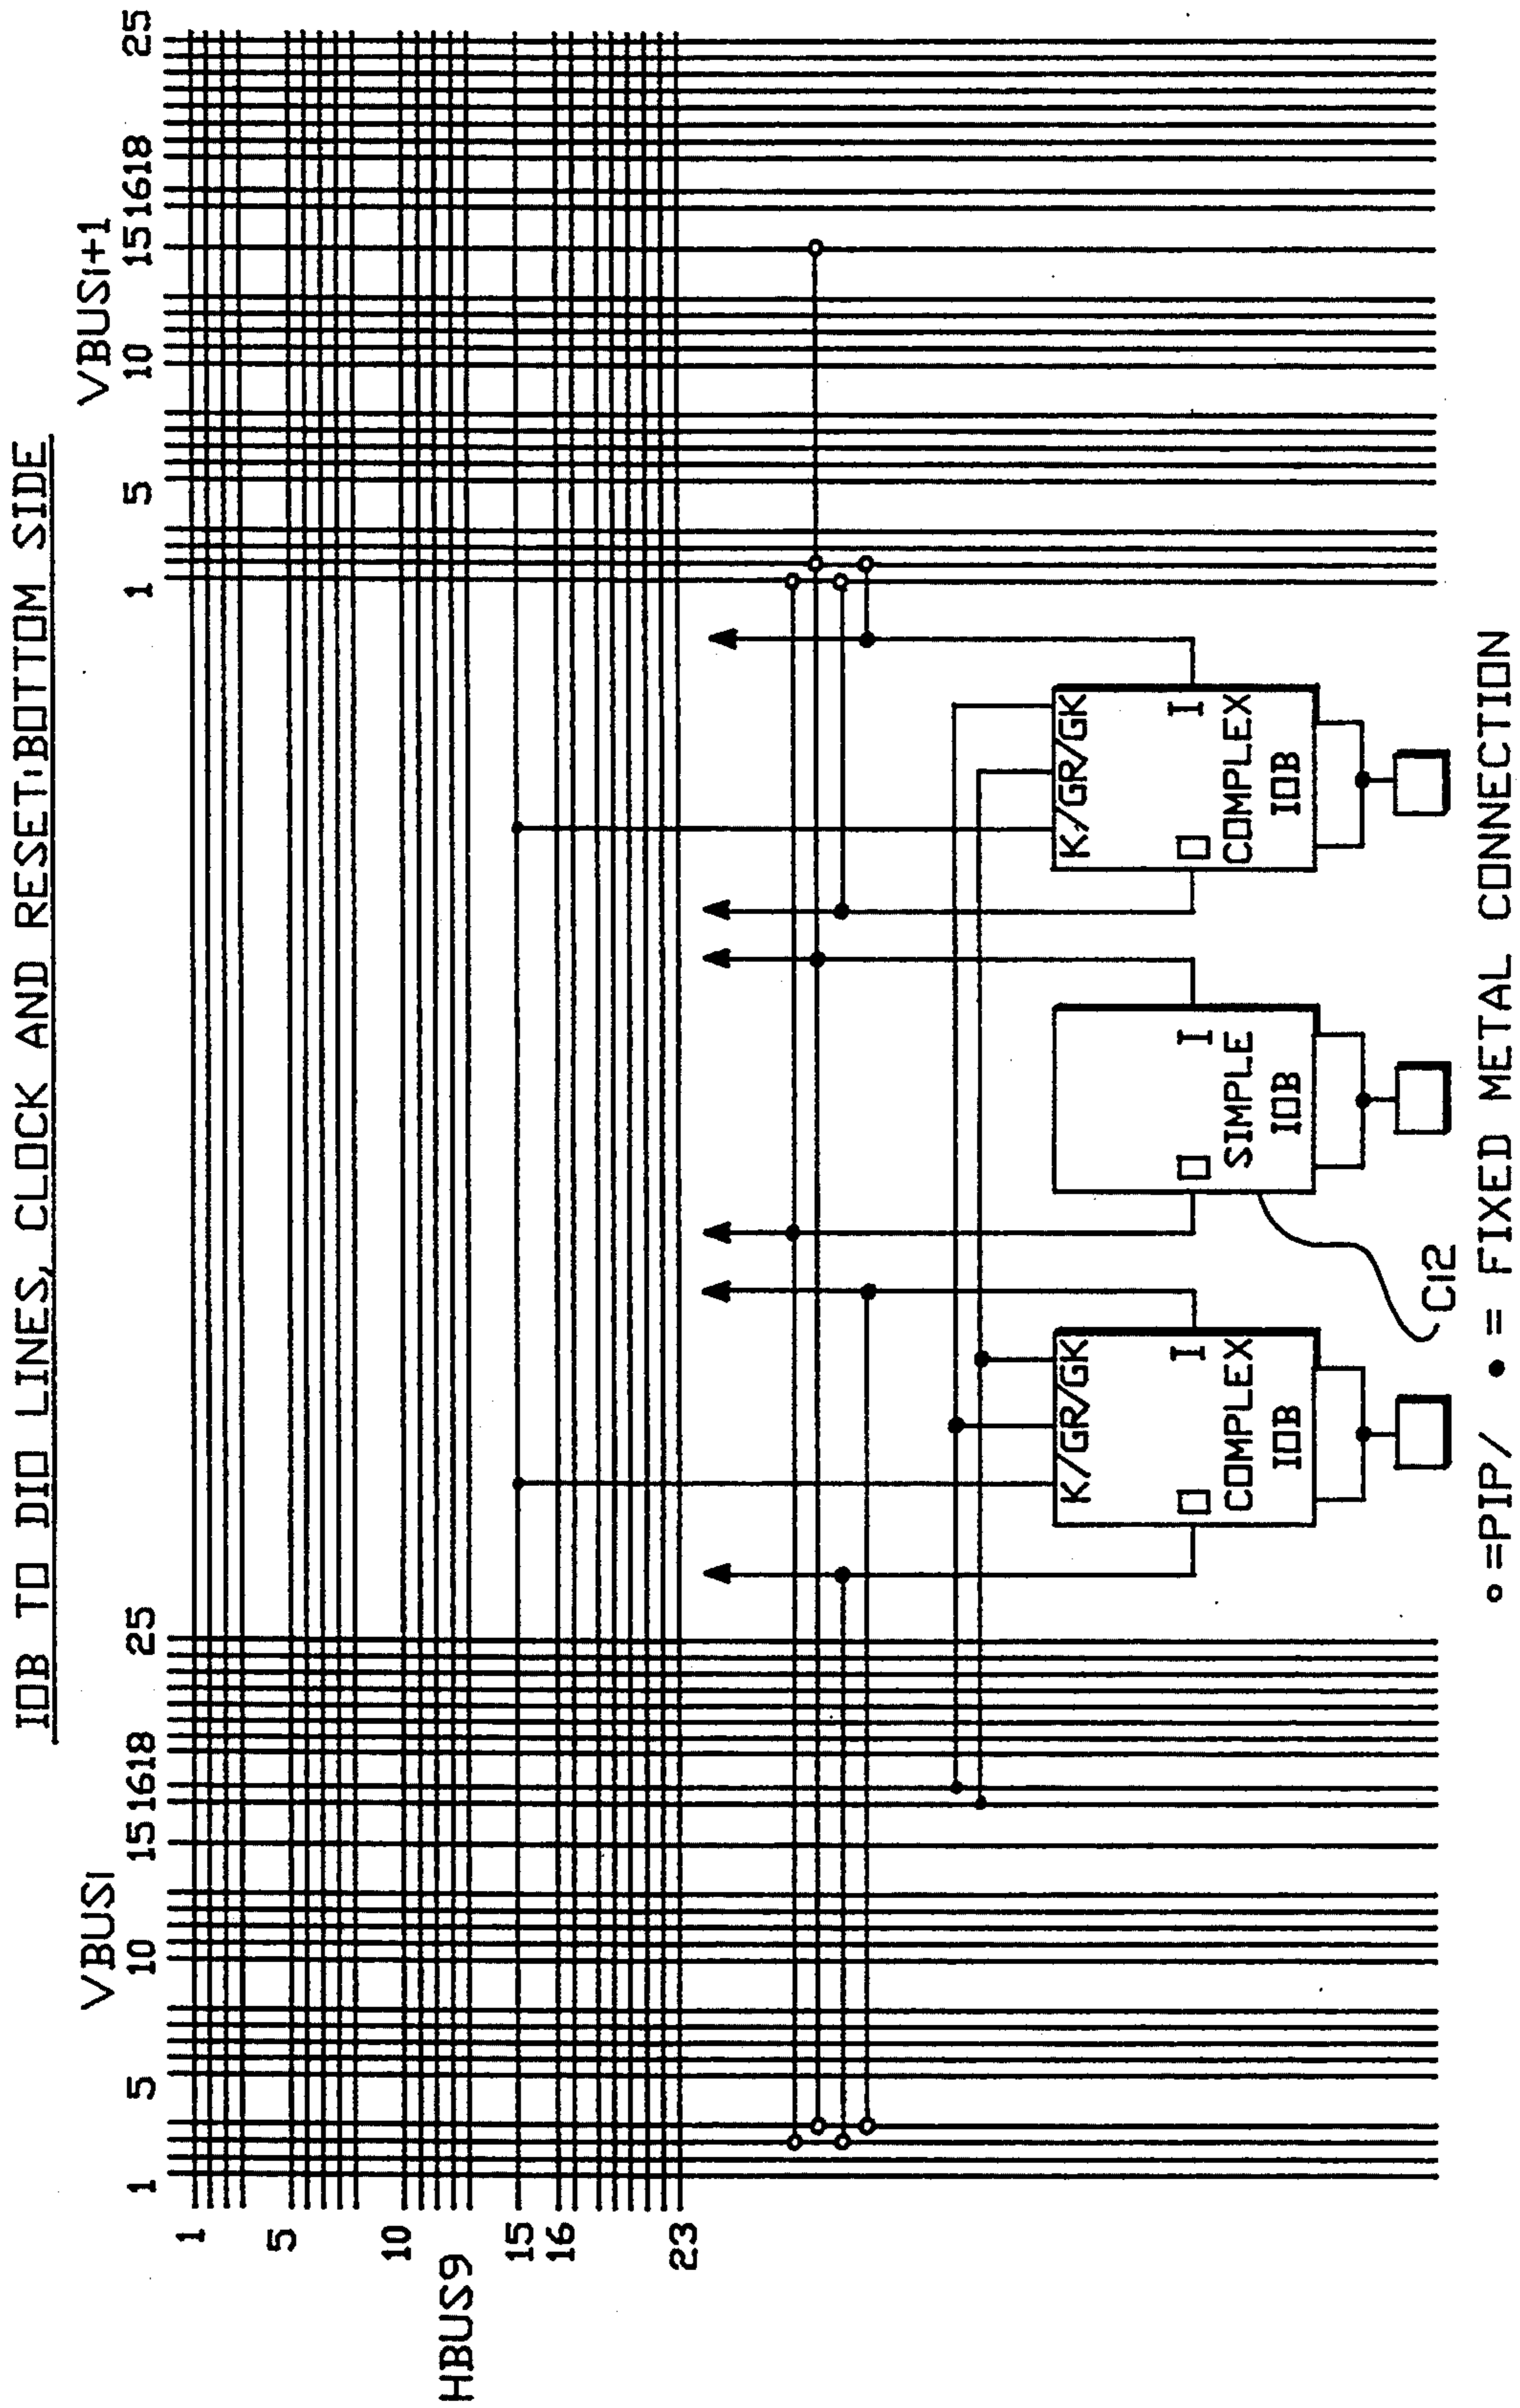 IOB TO DIO LINES, CLOCK AND RESET:BOTTOM SIDE
VBUSi
VBUSi+1
1 5 10 15 16 18 25
1 5 10 15 16 18 25
1
5
10
HBUS9
15
16
23
K/GR/GK
O I
COMPLEX
IOB
O I
SIMPLE
IOB
K/GR/GK
O I
COMPLEX
IOB
Ci2
o =PIP/ • = FIXED METAL CONNECTION